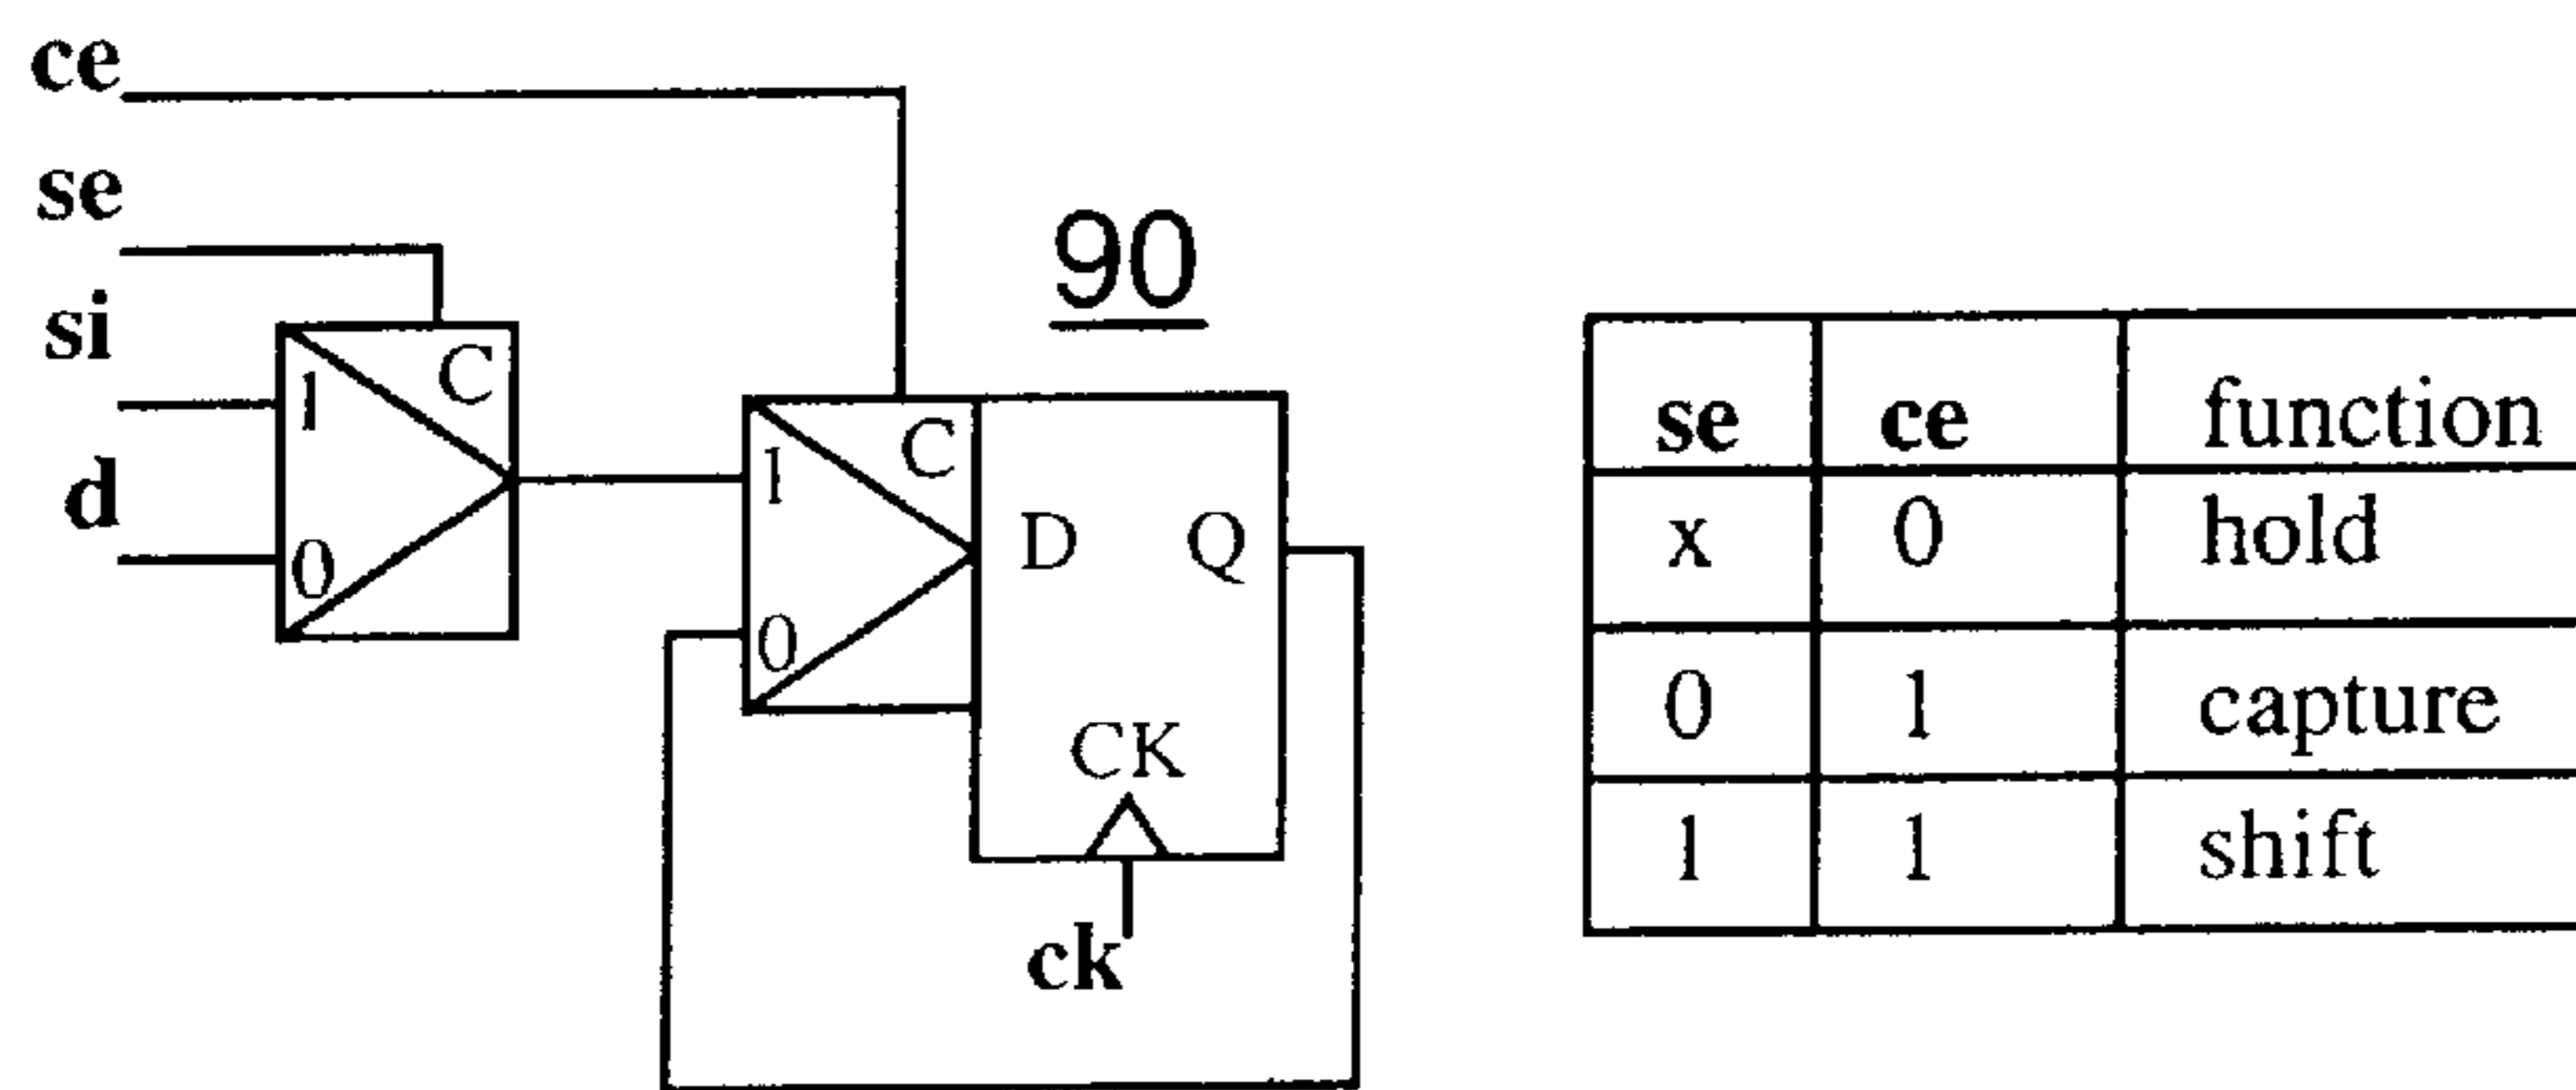 ce
se
si
d
1
0
C
90
1
0
C
D
Q
CK
ck
se ce function
x 0 hold
0 1 capture
1 1 shift